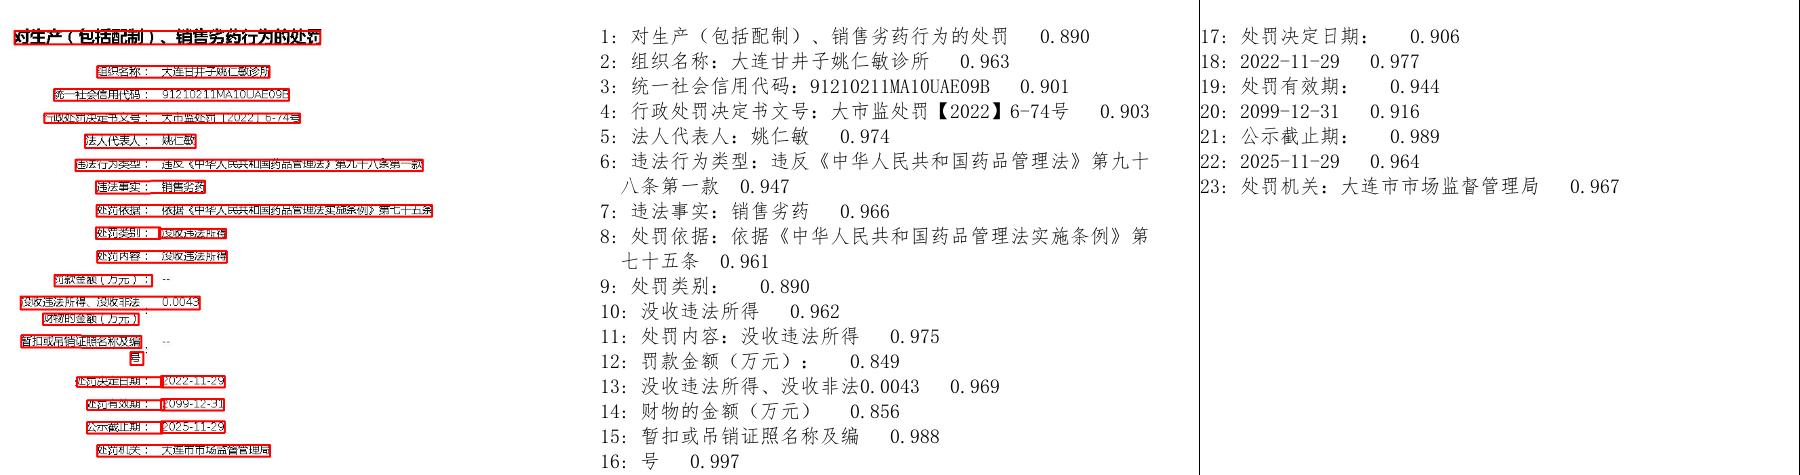 对生产（包括配制）、销售劣药行为的处罚
组织名称： 大连甘井子姚仁敏诊所
统一社会信用代码： 91210211MA10UAE09B
行政处罚决定书文号： 大市监处罚【2022】6-74号
法人代表人： 姚仁敏
违法行为类型： 违反《中华人民共和国药品管理法》第九十八条第一款
违法事实： 销售劣药
处罚依据： 依据《中华人民共和国药品管理法实施条例》第七十五条
处罚类别： 没收违法所得
处罚内容： 没收违法所得
罚款金额（万元）： --
没收违法所得、没收非法 0.0043
财物的金额（万元）：
暂扣或吊销证照名称及编 --
号：
处罚决定日期： 2022-11-29
处罚有效期： 2099-12-31
公示截止期： 2025-11-29
处罚机关： 大连市市场监督管理局
1: 对生产（包括配制）、销售劣药行为的处罚 0.890
2: 组织名称：大连甘井子姚仁敏诊所 0.963
3: 统一社会信用代码：91210211MA10UAE09B 0.901
4: 行政处罚决定书文号：大市监处罚【2022】6-74号 0.903
5: 法人代表人：姚仁敏 0.974
6: 违法行为类型：违反《中华人民共和国药品管理法》第九十
八条第一款 0.947
7: 违法事实：销售劣药 0.966
8: 处罚依据：依据《中华人民共和国药品管理法实施条例》第
七十五条 0.961
9: 处罚类别： 0.890
10: 没收违法所得 0.962
11: 处罚内容：没收违法所得 0.975
12: 罚款金额（万元）： 0.849
13: 没收违法所得、没收非法0.0043 0.969
14: 财物的金额（万元） 0.856
15: 暂扣或吊销证照名称及编 0.988
16: 号 0.997
17: 处罚决定日期： 0.906
18: 2022-11-29 0.977
19: 处罚有效期： 0.944
20: 2099-12-31 0.916
21: 公示截止期： 0.989
22: 2025-11-29 0.964
23: 处罚机关：大连市市场监督管理局 0.967